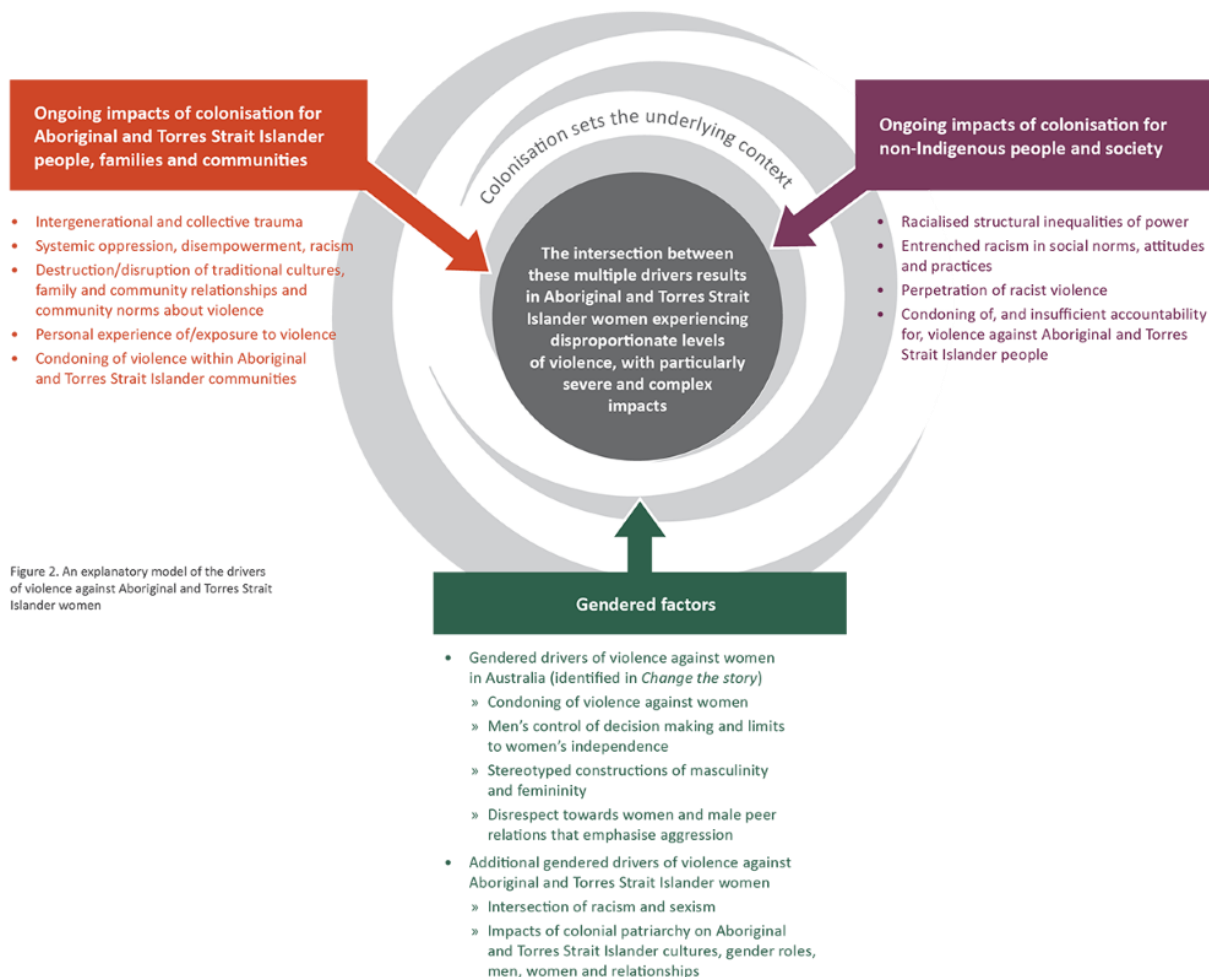 Ongoing impacts of colonisation for
Aboriginal and Torres Strait Islander
people, families and communities
• Intergenerational and collective trauma
• Systemic oppression, disempowerment, racism
• Destruction/disruption of traditional cultures,
family and community relationships and
community norms about violence
• Personal experience of/exposure to violence
• Condoning of violence within Aboriginal
and Torres Strait Islander communities
Colonisation sets the underlying context
The intersection between
these multiple drivers results
in Aboriginal and Torres Strait
Islander women experiencing
disproportionate levels
of violence, with particularly
severe and complex
impacts
Ongoing impacts of colonisation for
non-Indigenous people and society
• Racialised structural inequalities of power
• Entrenched racism in social norms, attitudes
and practices
• Perpetration of racist violence
• Condoning of, and insufficient accountability
for, violence against Aboriginal and Torres
Strait Islander people
Figure 2. An explanatory model of the drivers
of violence against Aboriginal and Torres Strait
Islander women
Gendered factors
• Gendered drivers of violence against women
in Australia (identified in Change the story)
» Condoning of violence against women
» Men's control of decision making and limits
to women's independence
» Stereotyped constructions of masculinity
and femininity
» Disrespect towards women and male peer
relations that emphasise aggression
• Additional gendered drivers of violence against
Aboriginal and Torres Strait Islander women
» Intersection of racism and sexism
» Impacts of colonial patriarchy on Aboriginal
and Torres Strait Islander cultures, gender roles,
men, women and relationships